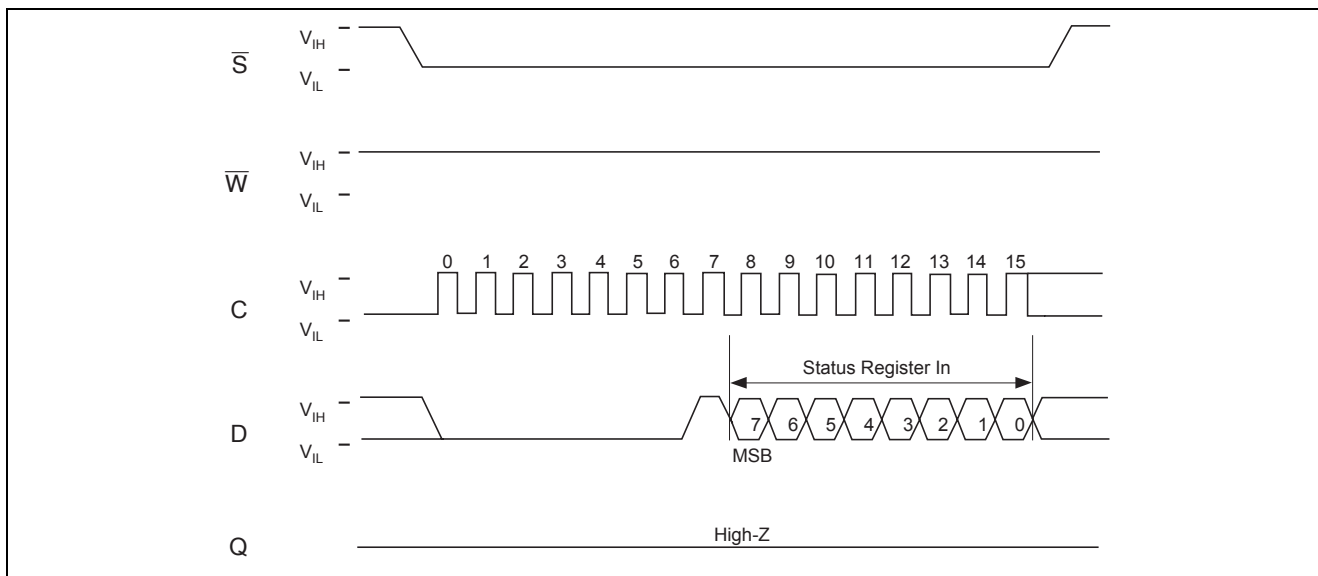 S̅
V_IH
V_IL
W̅
V_IH
V_IL
0 1 2 3 4 5 6 7 8 9 10 11 12 13 14 15
C
V_IH
V_IL
Status Register In
D
V_IH
V_IL
7 6 5 4 3 2 1 0
MSB
High-Z
Q